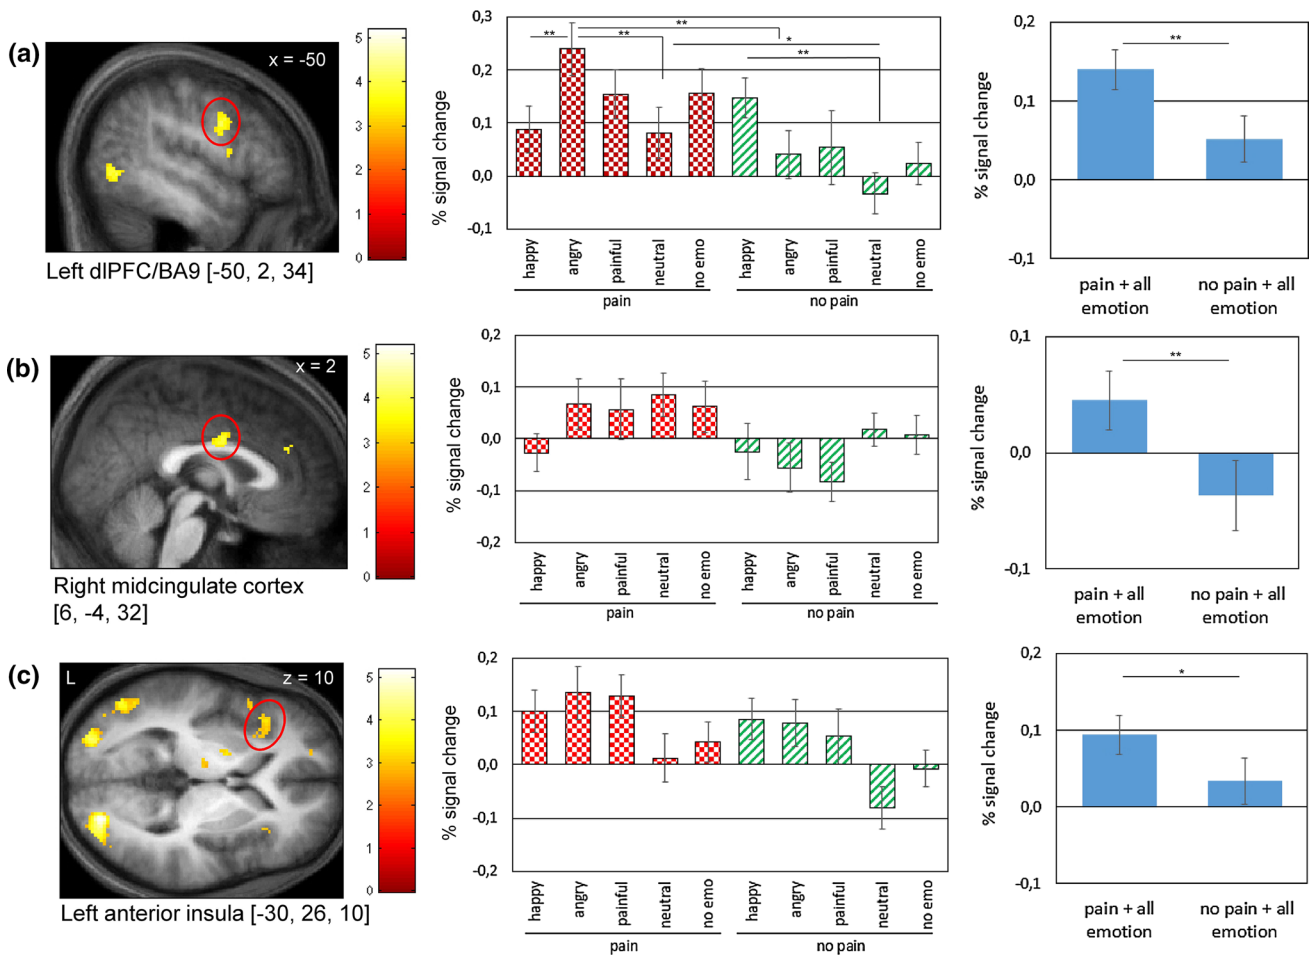 (a)
x = -50
5
4
3
2
1
0
Left dlPFC/BA9 [-50, 2, 34]
% signal change
0,3
0,2
0,1
0,0
-0,1
**
**
**
*
**
happy
angry
painful
neutral
no emo
happy
angry
painful
neutral
no emo
pain
no pain
% signal change
0,2
0,1
0,0
-0,1
**
pain + all
emotion
no pain + all
emotion
(b)
x = 2
5
4
3
2
1
0
Right midcingulate cortex
[6, -4, 32]
% signal change
0,2
0,1
0,0
-0,1
-0,2
happy
angry
painful
neutral
no emo
happy
angry
painful
neutral
no emo
pain
no pain
% signal change
0,1
0,0
-0,1
**
pain + all
emotion
no pain + all
emotion
(c)
L
z = 10
5
4
3
2
1
0
Left anterior insula [-30, 26, 10]
% signal change
0,2
0,1
0,0
-0,1
-0,2
happy
angry
painful
neutral
no emo
happy
angry
painful
neutral
no emo
pain
no pain
% signal change
0,2
0,1
0,0
-0,1
*
pain + all
emotion
no pain + all
emotion